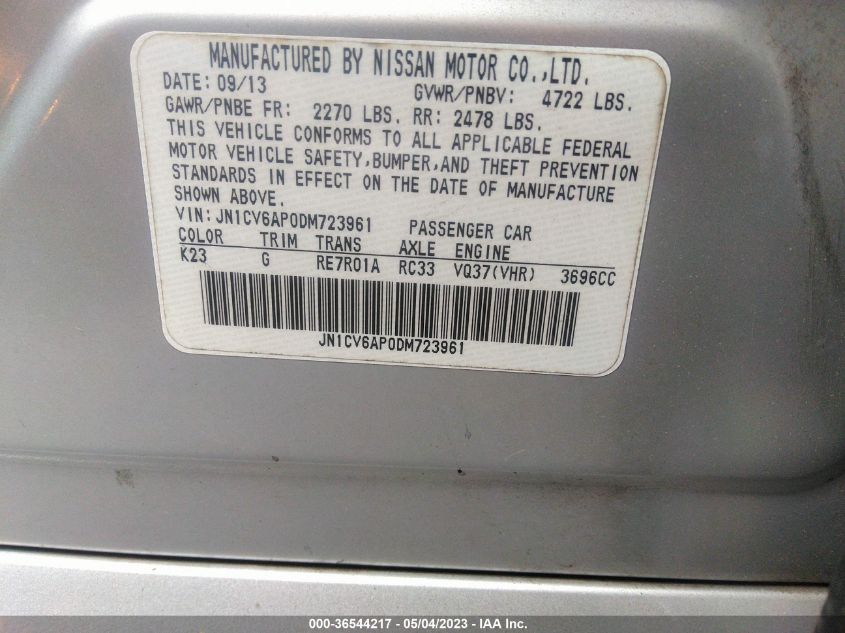 MANUFACTURED BY NISSAN MOTOR CO.,LTD.
DATE: 09/13 GVWR/PNBV: 4722 LBS.
GAWR/PNBE FR: 2270 LBS. RR: 2478 LBS.
THIS VEHICLE CONFORMS TO ALL APPLICABLE FEDERAL
MOTOR VEHICLE SAFETY,BUMPER,AND THEFT PREVENTION
STANDARDS IN EFFECT ON THE DATE OF MANUFACTURE
SHOWN ABOVE.
VIN:JN1CV6AP0DM723961 PASSENGER CAR
COLOR TRIM TRANS AXLE ENGINE
K23 G RE7R01A RC33 VQ37(VHR) 3696CC
JN1CV6AP0DM723961
000-36544217 - 05/04/2023 - IAA Inc.